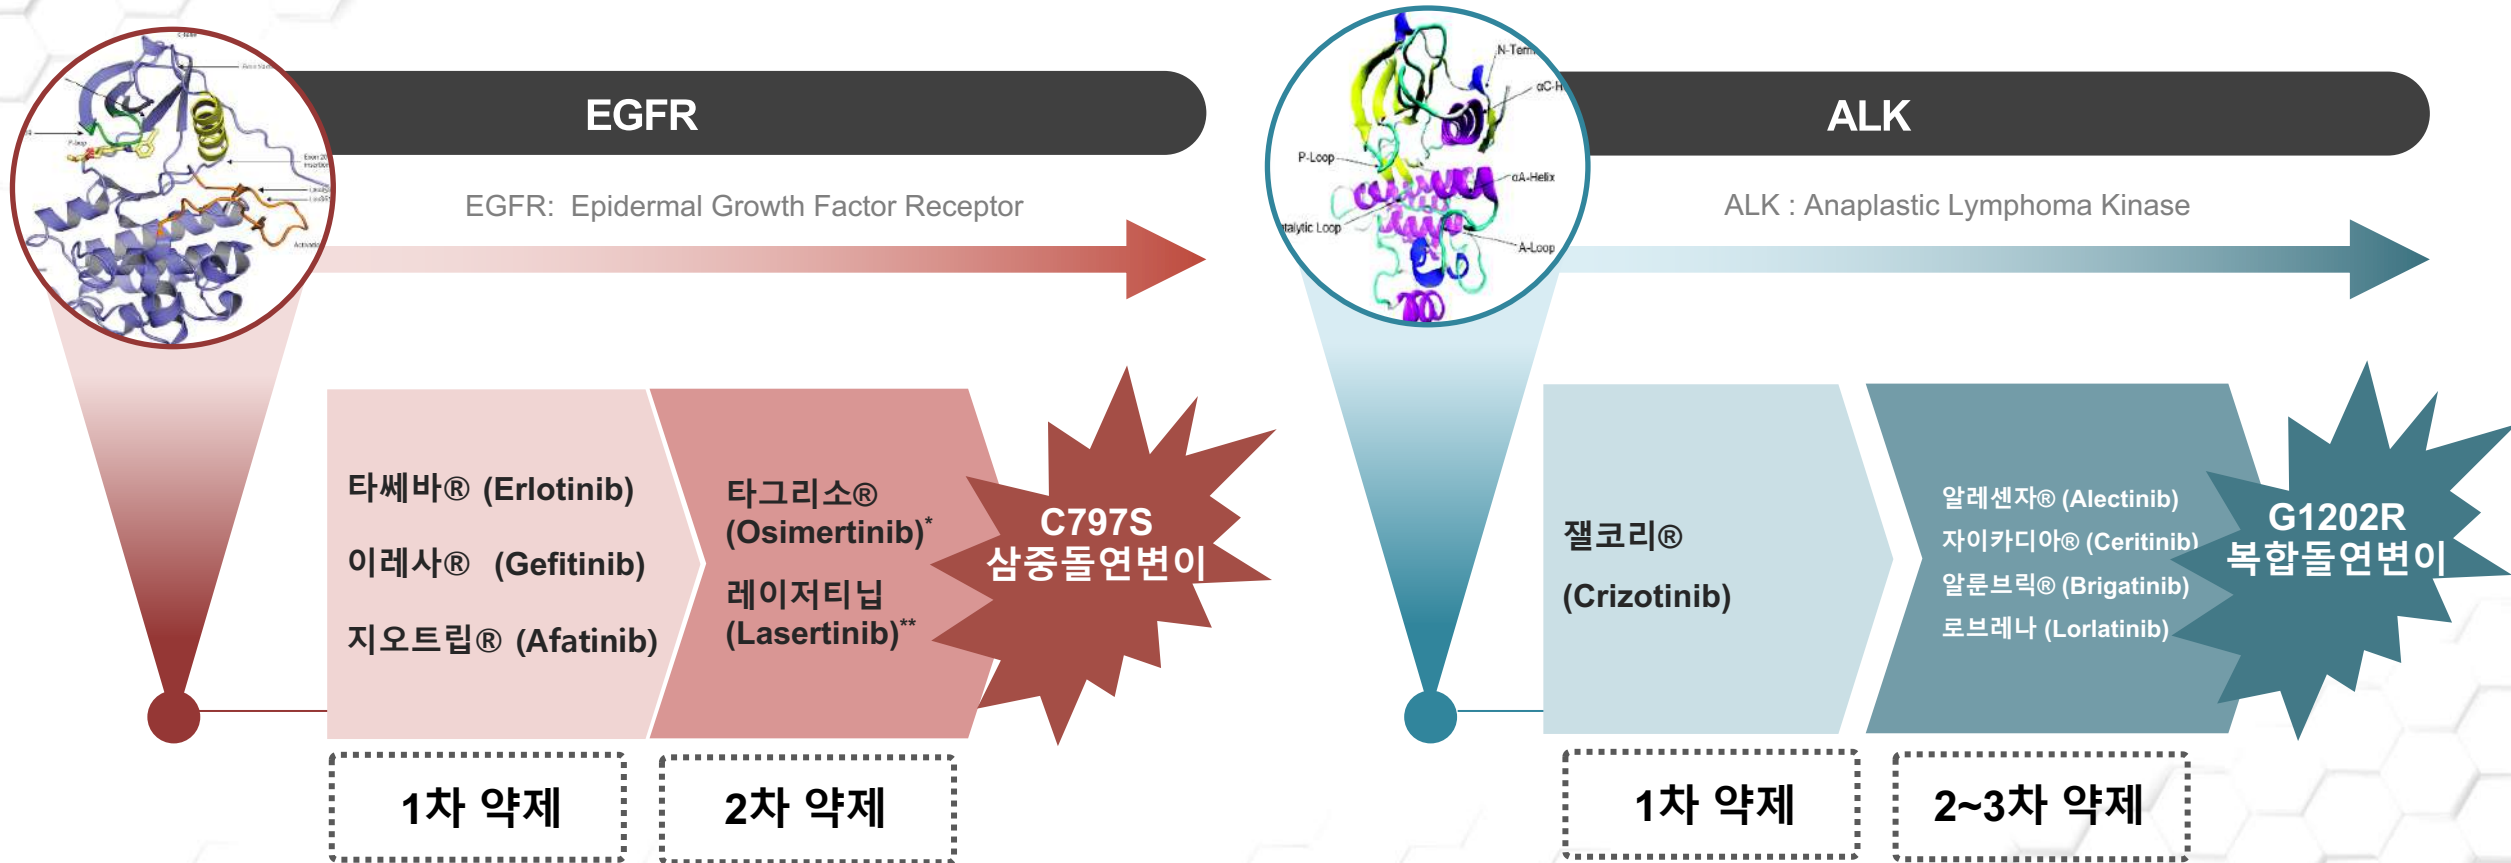 EGFR
EGFR: Epidermal Growth Factor Receptor
P-loop
타쎄바® (Erlotinib)
이레사® (Gefitinib)
지오트립® (Afatinib)
타그리소®
(Osimertinib)*
레이저티닙
(Lasertinib)**
C797S
삼중돌연변이
1차 약제
2차 약제
ALK
ALK : Anaplastic Lymphoma Kinase
N-Term
αC-H
P-Loop
αA-Helix
talytic Loop
A-Loop
잴코리®
(Crizotinib)
알레센자® (Alectinib)
자이카디아® (Ceritinib)
알룬브릭® (Brigatinib)
로브레나 (Lorlatinib)
G1202R
복합돌연변이
1차 약제
2~3차 약제